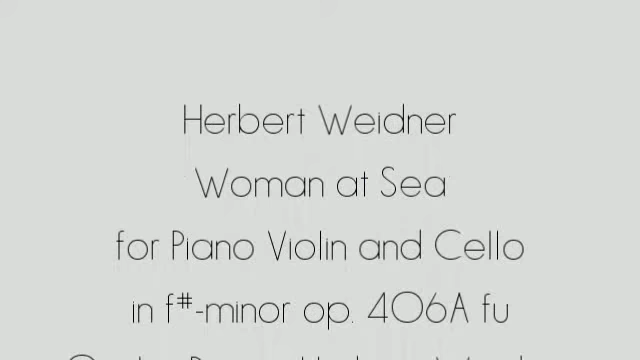 Herbert Weidner
Woman at Sea
for Piano Violin and Cello
in f#-minor op. 406A fu